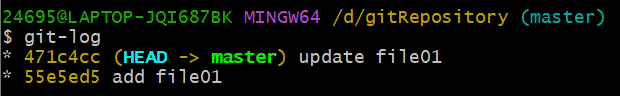 24695@LAPTOP-JQI687BK MINGW64 /d/gitRepository (master)
$ git-log
* 471c4cc (HEAD -> master) update file01
* 55e5ed5 add file01